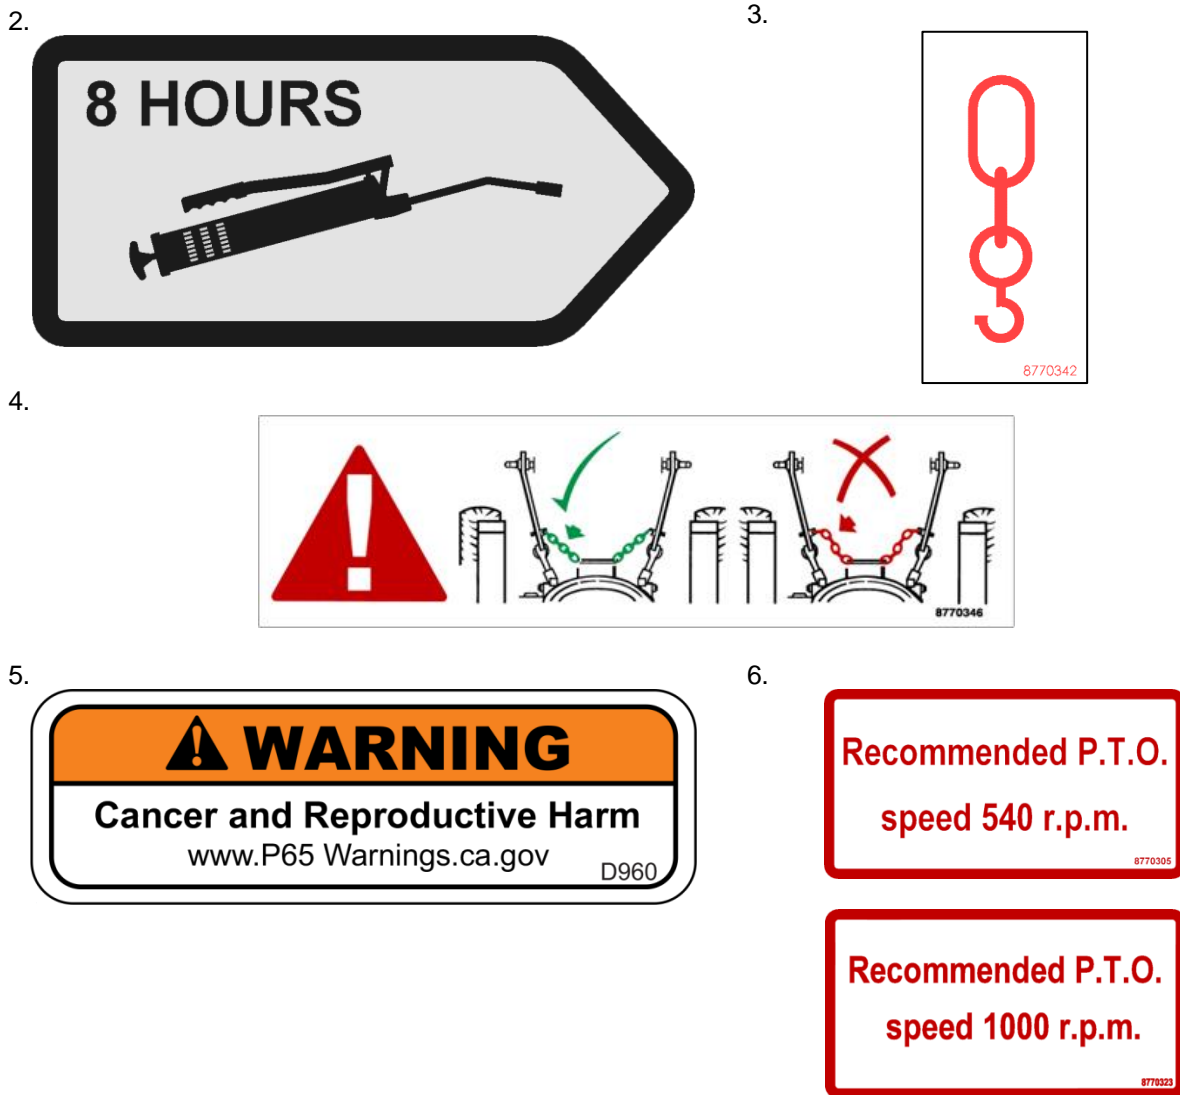 2.
8 HOURS
3.
8770342
4.
8770346
5.
WARNING
Cancer and Reproductive Harm
www.P65 Warnings.ca.gov
D960
6.
Recommended P.T.O.
speed 540 r.p.m.
8770305
Recommended P.T.O.
speed 1000 r.p.m.
8770323